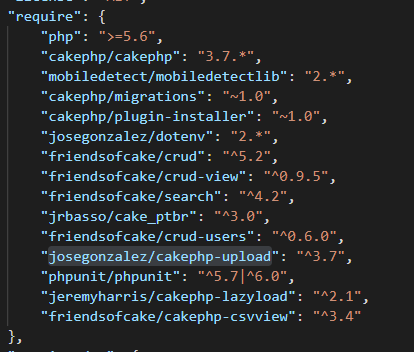 "require": {
"php": ">=5.6",
"cakephp/cakephp": "3.7.*",
"mobiledetect/mobiledetectlib": "2.*",
"cakephp/migrations": "~1.0",
"cakephp/plugin-installer": "~1.0",
"josegonzalez/dotenv": "2.*",
"friendsofcake/crud": "^5.2",
"friendsofcake/crud-view": "^0.9.5",
"friendsofcake/search": "^4.2",
"jrbasso/cake_ptbr": "^3.0",
"friendsofcake/crud-users": "^0.6.0",
"josegonzalez/cakephp-upload": "^3.7",
"phpunit/phpunit": "^5.7|^6.0",
"jeremyharris/cakephp-lazyload": "^2.1",
"friendsofcake/cakephp-csvview": "^3.4"
},